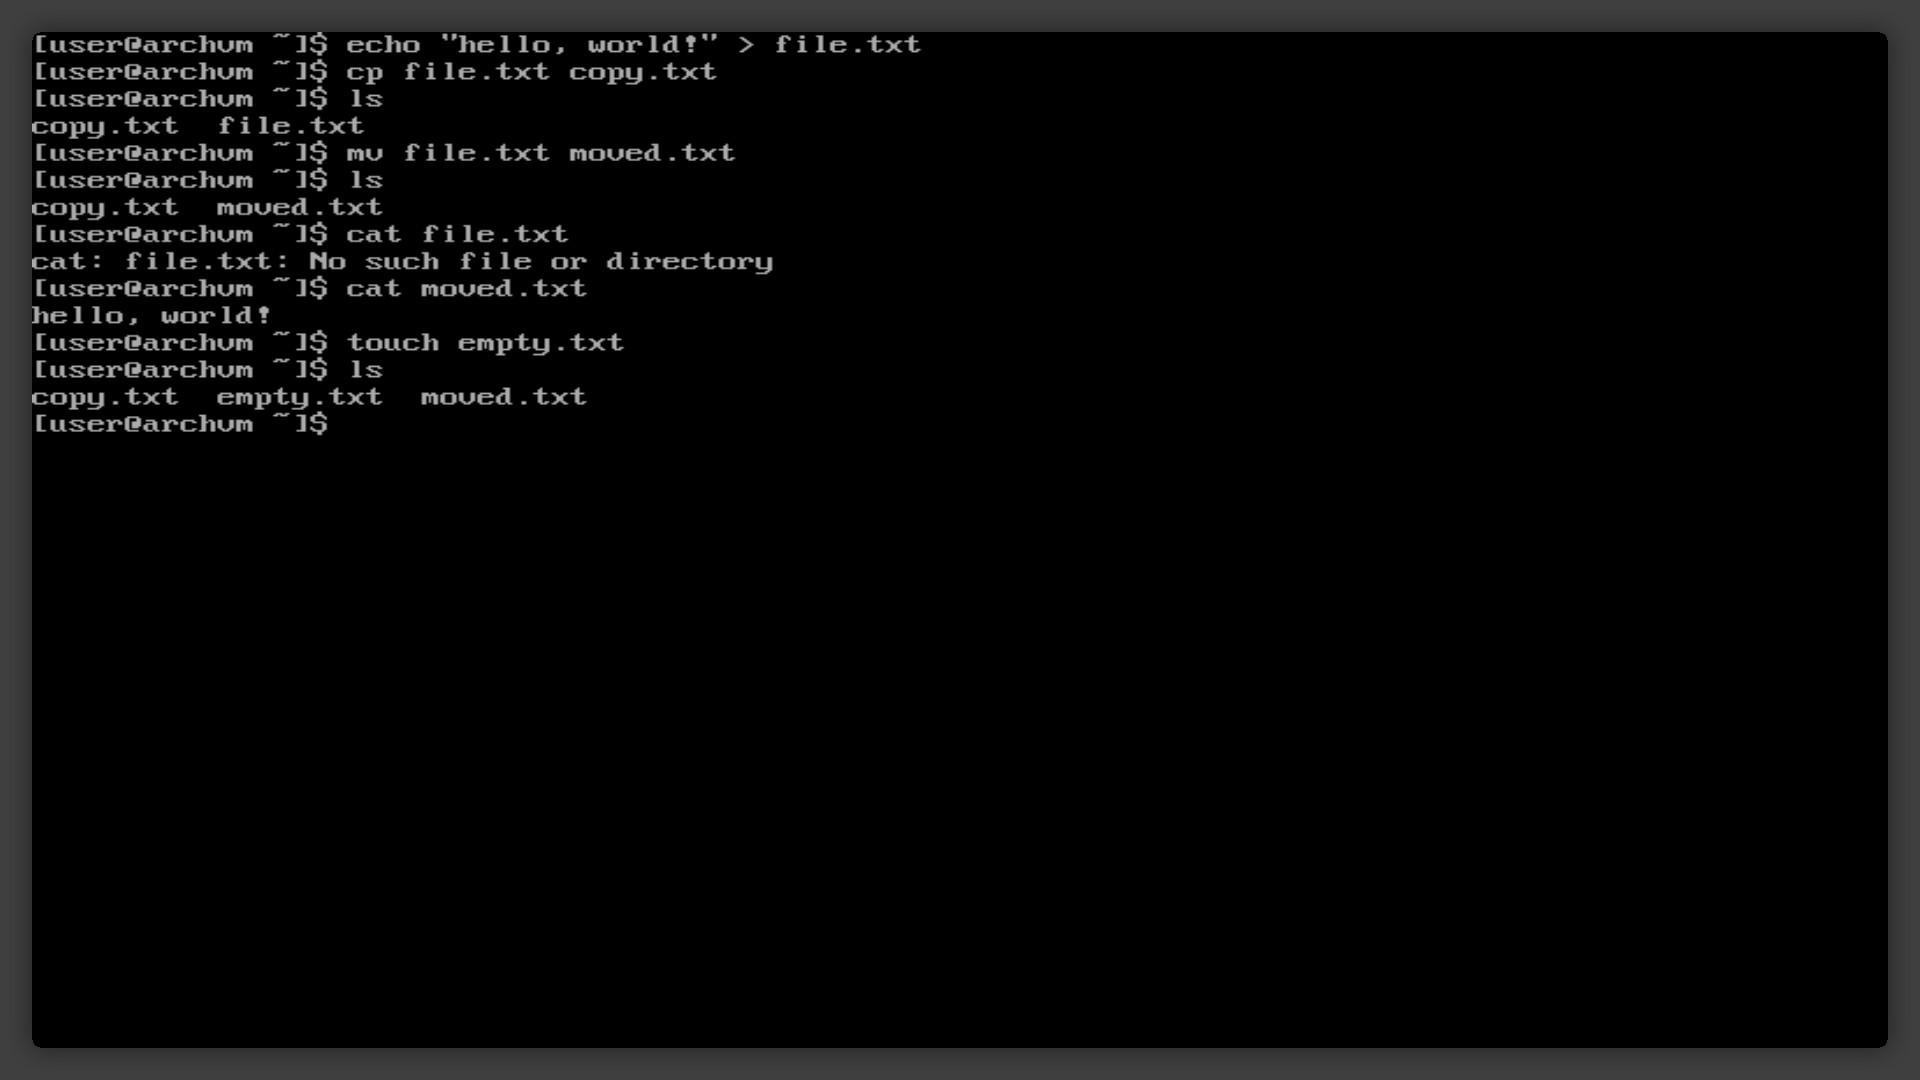 [user@archvm ~]$ echo "hello, world!" > file.txt
[user@archvm ~]$ cp file.txt copy.txt
[user@archvm ~]$ ls
copy.txt  file.txt
[user@archvm ~]$ mv file.txt moved.txt
[user@archvm ~]$ ls
copy.txt  moved.txt
[user@archvm ~]$ cat file.txt
cat: file.txt: No such file or directory
[user@archvm ~]$ cat moved.txt
hello, world!
[user@archvm ~]$ touch empty.txt
[user@archvm ~]$ ls
copy.txt  empty.txt  moved.txt
[user@archvm ~]$